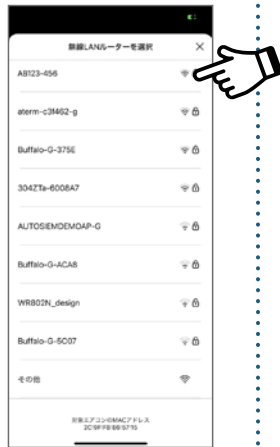 無線LANルーターを選択
AB123-456
aterm-c3f462-g
Buffalo-G-375E
304ZTa-6008A7
AUTOSIEMDEMOAP-G
Buffalo-G-ACA8
WR802N_design
Buffalo-G-5C07
その他
対象エアコンのMACアドレス